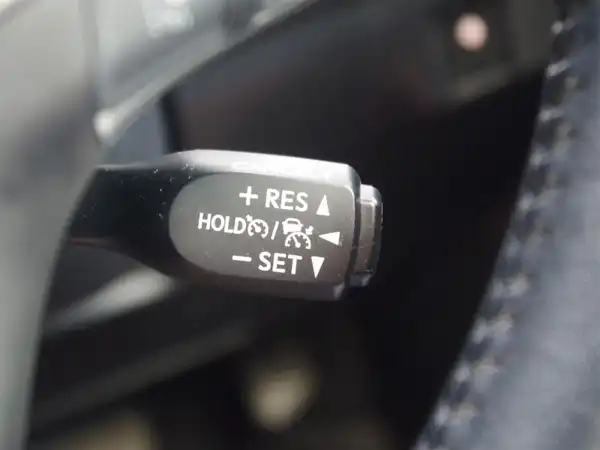 + RES ▲
HOLD / ◄
− SET ▼